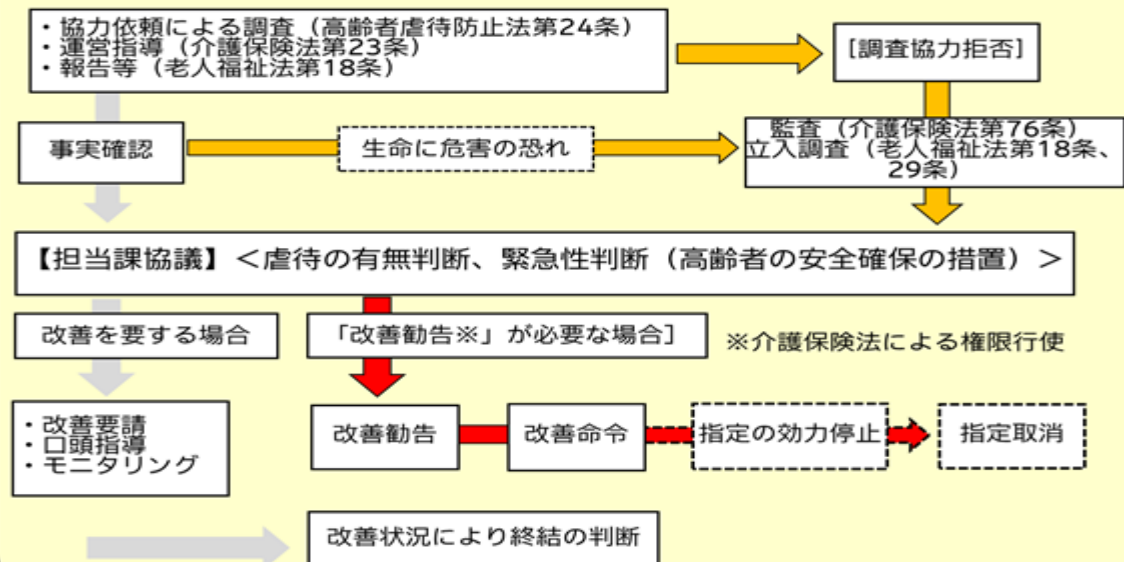 ・協力依頼による調査（高齢者虐待防止法第24条）
・運営指導（介護保険法第23条）
・報告等（老人福祉法第18条）
［調査協力拒否］
事実確認
生命に危害の恐れ
監査（介護保険法第76条）
立入調査（老人福祉法第18条、
29条）
【担当課協議】＜虐待の有無判断、緊急性判断（高齢者の安全確保の措置）＞
改善を要する場合
「改善勧告※」が必要な場合］
※介護保険法による権限行使
・改善要請
・口頭指導
・モニタリング
改善勧告
改善命令
指定の効力停止
指定取消
改善状況により終結の判断